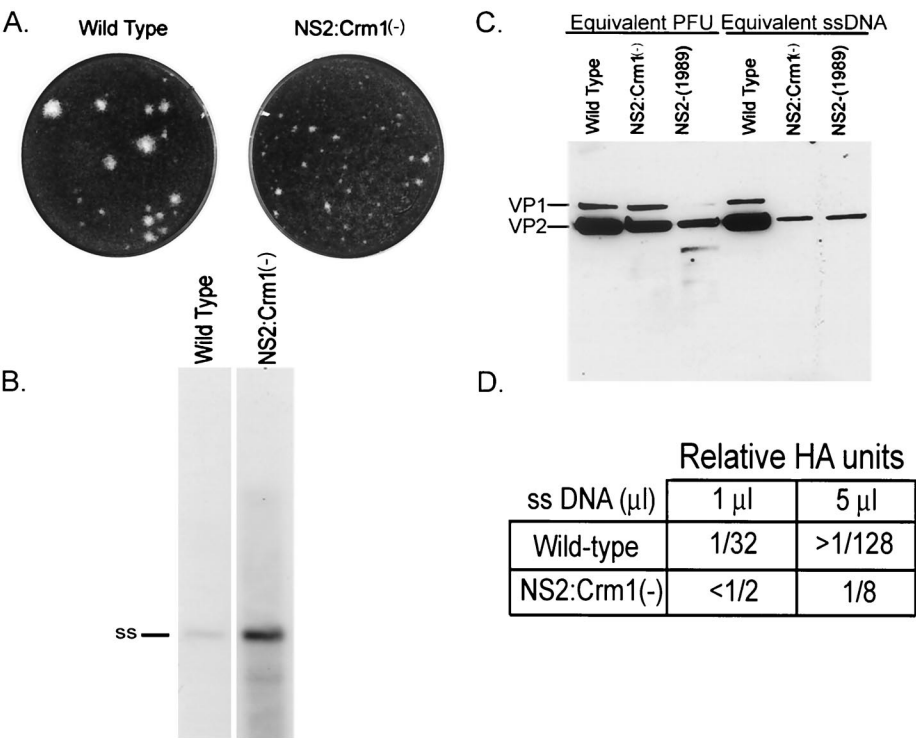 A.
Wild Type
NS2:Crm1(-)
B.
Wild Type
NS2:Crm1(-)
ss
C.
Equivalent PFU Equivalent ssDNA
Wild Type
NS2:Crm1(-)
NS2-(1989)
Wild Type
NS2:Crm1(-)
NS2-(1989)
VP1
VP2
D.
Relative HA units
ss DNA (µl) 1 µl 5 µl
Wild-type 1/32 >1/128
NS2:Crm1(-) <1/2 1/8